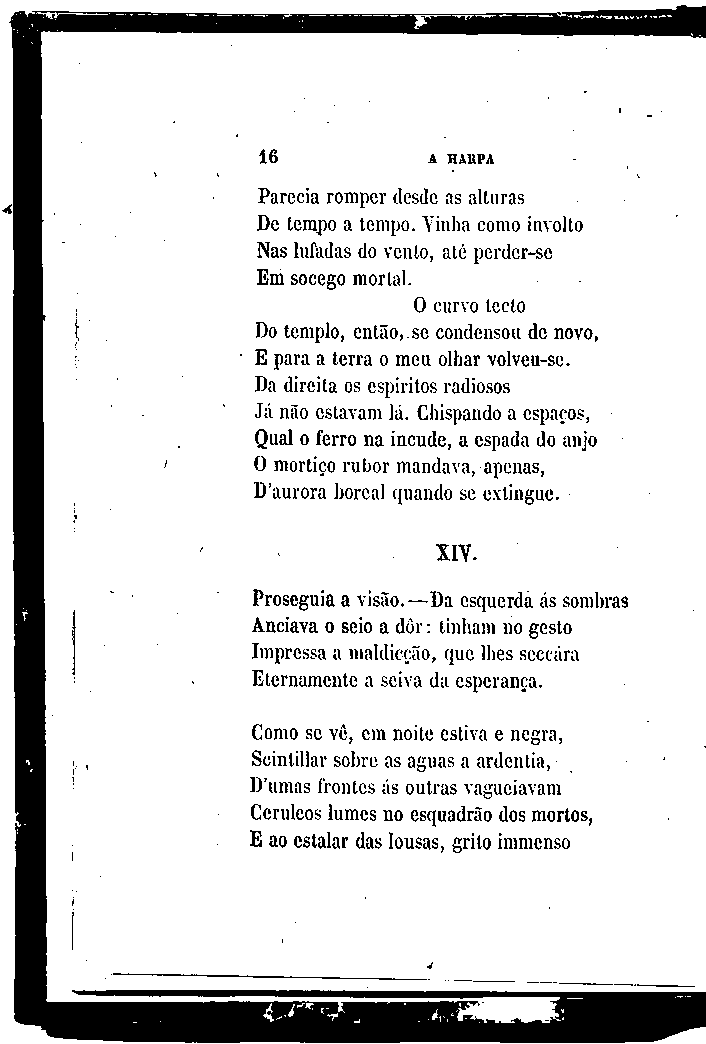 16 A HARPA
Parecia romper desde as alturas
De tempo a tempo. Vinha como involto
Nas lufadas do vento, até perder-se
Em socego mortal.
O curvo tecto
Do templo, então, se condensou de novo,
E para a terra o meu olhar volveu-se.
Da direita os espiritos radiosos
Já não estavam lá. Chispando a espaços,
Qual o ferro na incude, a espada do anjo
O mortiço rubor mandava, apenas,
D'aurora boreal quando se extingue.
XIV.
Proseguia a visão.—Da esquerda ás sombras
Anciava o seio a dôr: tinham no gesto
Impressa a maldicção, que lhes seccára
Eternamente a seiva da esperança.
Como se vê, em noite estiva e negra,
Scintillar sobre as aguas a ardentia,
D'umas frontes ás outras vagueiavam
Ceruleos lumes no esquadrão dos mortos,
E ao estalar das lousas, grito immenso